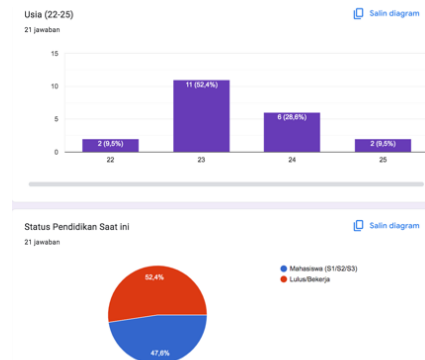 Usia (22-25)
Salin diagram
21 jawaban
15
10
5
0
2 (9,5%)
11 (52,4%)
6 (28,6%)
2 (9,5%)
22
23
24
25
Status Pendidikan Saat ini
Salin diagram
21 jawaban
52,4%
47,6%
Mahasiswa (S1/S2/S3)
Lulus/Bekerja